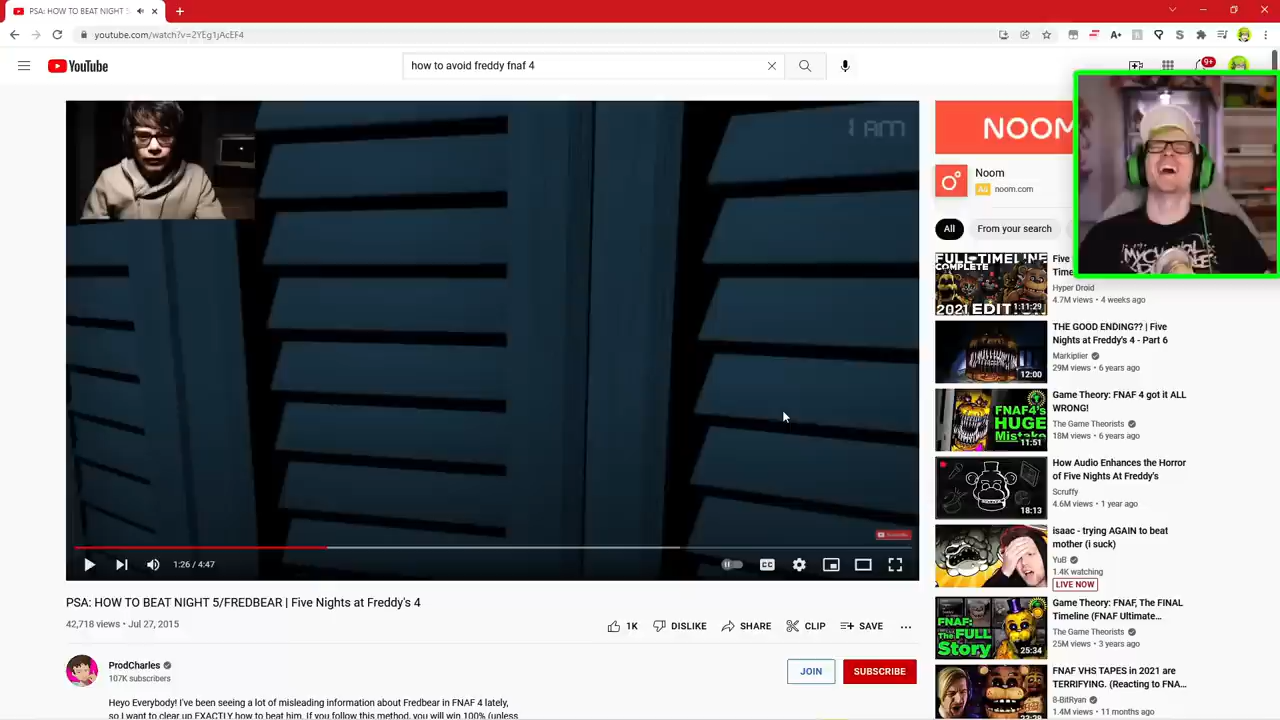 PSA: HOW TO BEAT NIGHT 5
youtube.com/watch?v=2YEg1jAcEF4
YouTube
how to avoid freddy fnaf 4
9+
I AM
1:26 / 4:47
CC
PSA: HOW TO BEAT NIGHT 5/FREDBEAR | Five Nights at Freddy's 4
42,718 views • Jul 27, 2015
1K
DISLIKE
SHARE
CLIP
SAVE
ProdCharles
107K subscribers
JOIN
SUBSCRIBE
Heyo Everybody! I've been seeing a lot of misleading information about Fredbear in FNAF 4 lately,
so I want to clear up EXACTLY how to beat him. If you follow this method, you will win 100% (unless
NOOM
Noom
Ad
noom.com
All
From your search
FULL-TIMELINE
COMPLETE
2021 EDIT
1:11:29
Five
Time
Hyper Droid
4.7M views • 4 weeks ago
12:00
THE GOOD ENDING?? | Five
Nights at Freddy's 4 - Part 6
Markiplier
29M views • 6 years ago
FNAF4's
HUGE
Mistake
11:51
Game Theory: FNAF 4 got it ALL
WRONG!
The Game Theorists
18M views • 6 years ago
18:13
How Audio Enhances the Horror
of Five Nights At Freddy's
Scruffy
4.6M views • 1 year ago
isaac - trying AGAIN to beat
mother (i suck)
YuB
1.4K watching
LIVE NOW
FNAF:
The FULL
Story
25:34
Game Theory: FNAF, The FINAL
Timeline (FNAF Ultimate...
The Game Theorists
25M views • 3 years ago
23:29
FNAF VHS TAPES in 2021 are
TERRIFYING. (Reacting to FNA...
8-BitRyan
1.4M views • 11 months ago